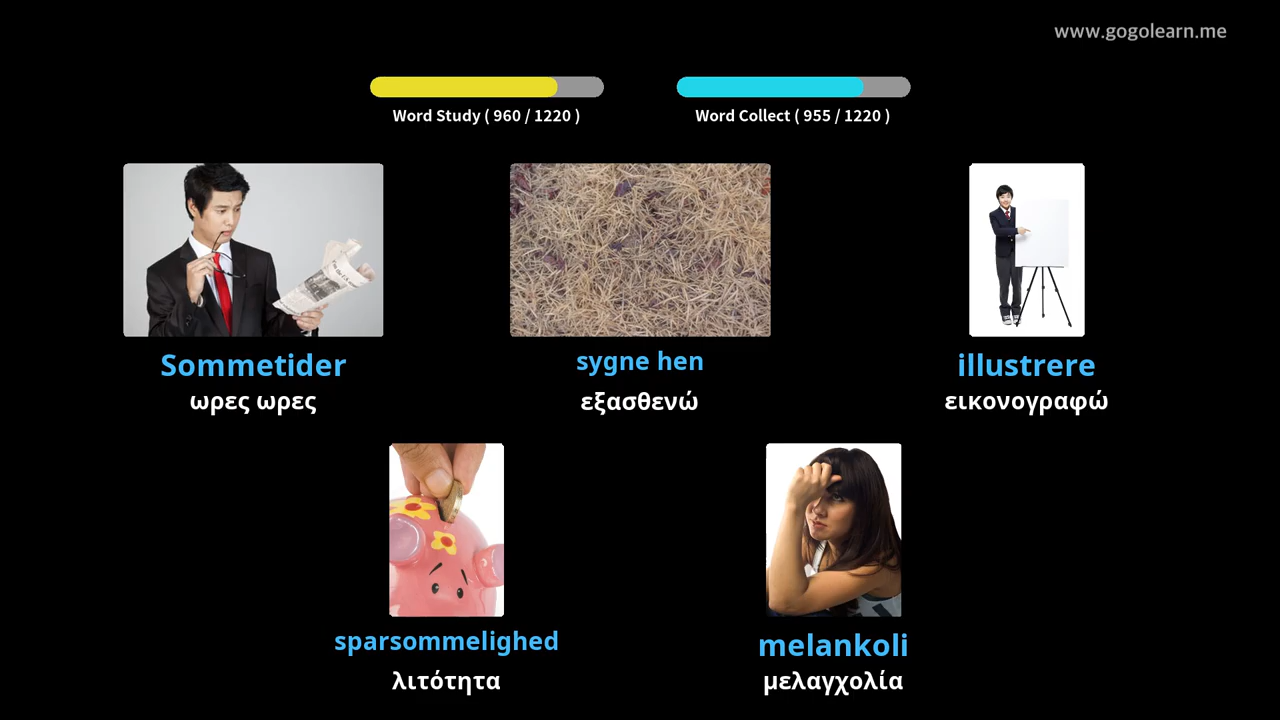 www.gogolearn.me
Word Study ( 960 / 1220 )
Word Collect ( 955 / 1220 )
Sommetider
ωρες ωρες
sygne hen
εξασθενώ
illustrere
εικονογραφώ
sparsommelighed
λιτότητα
melankoli
μελαγχολία